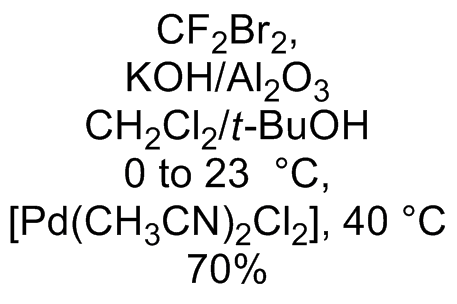 CF₂Br₂,
KOH/Al₂O₃
CH₂Cl₂/t-BuOH
0 to 23 °C,
[Pd(CH₃CN)₂Cl₂], 40 °C
70%